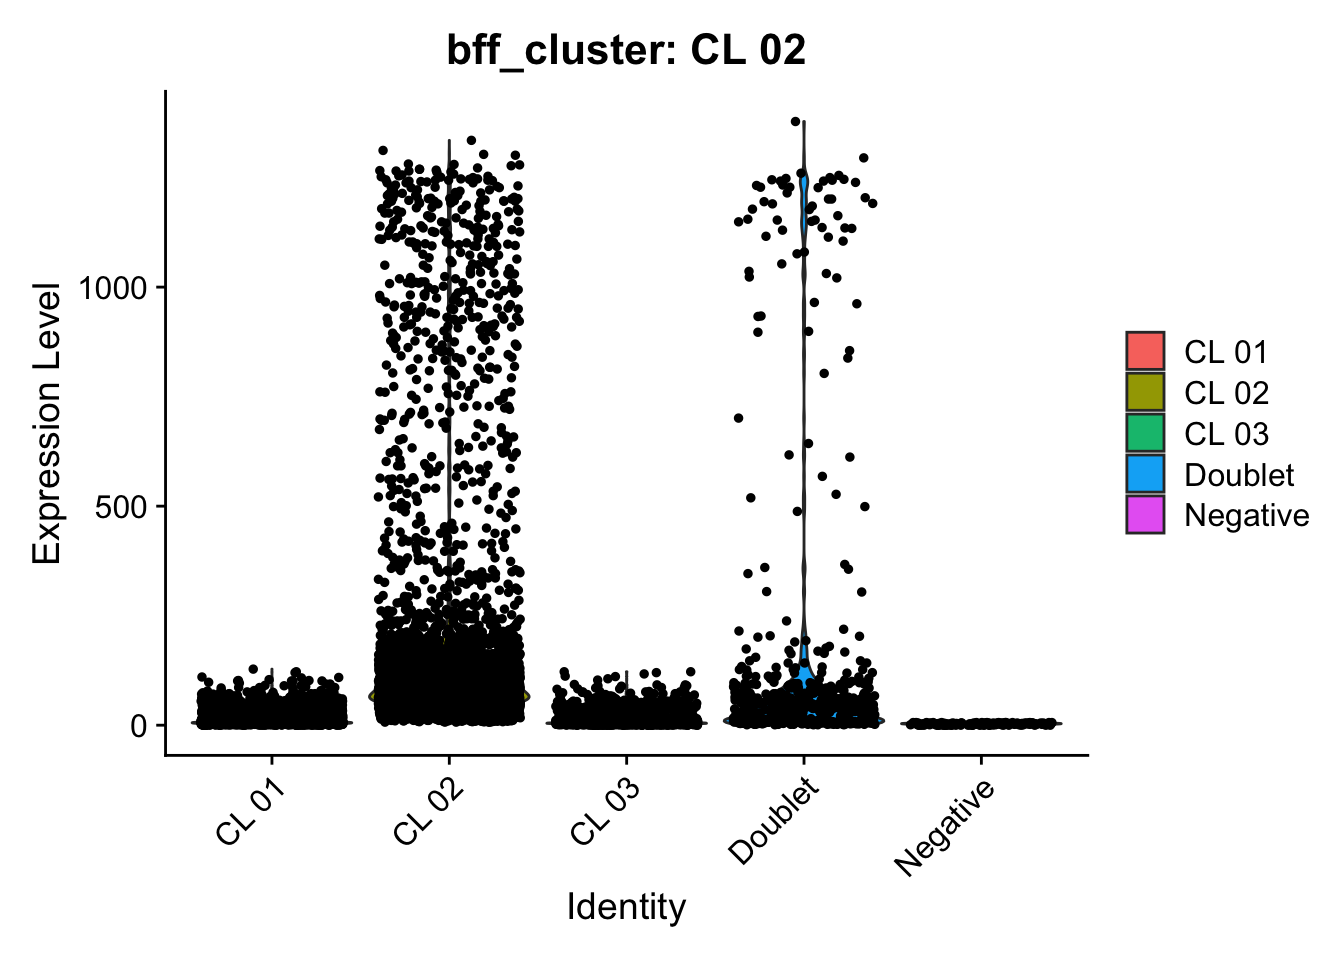 bff_cluster: CL 02
Expression Level
1000
500
0
CL 01
CL 02
CL 03
Doublet
Negative
Identity
CL 01
CL 02
CL 03
Doublet
Negative